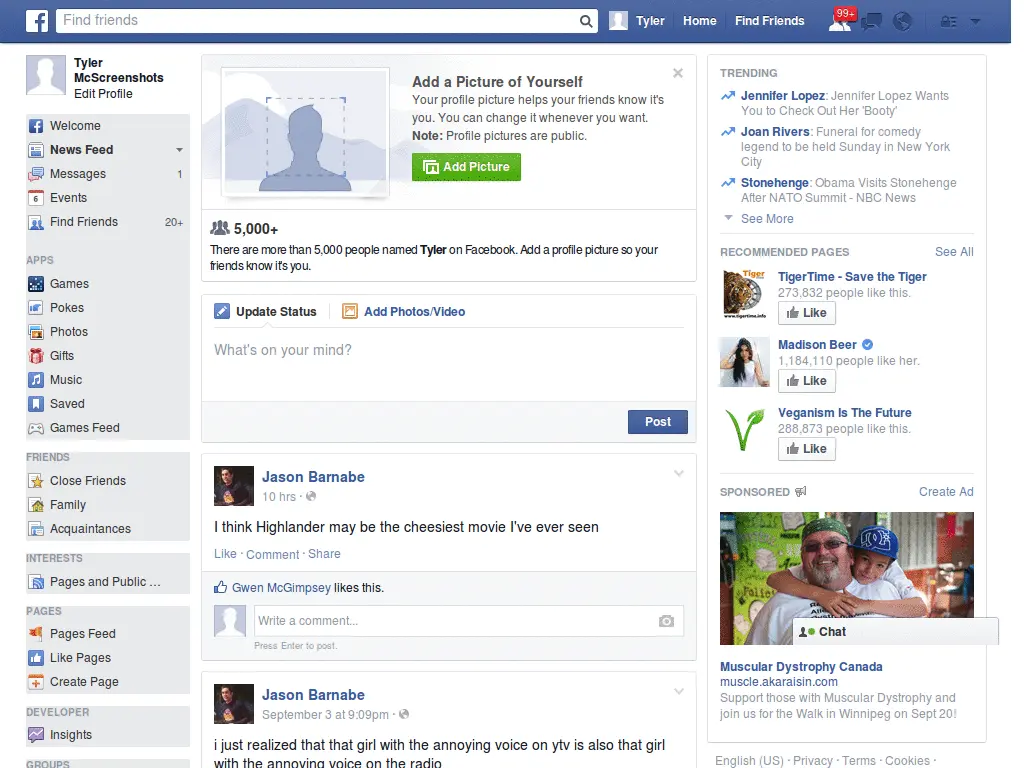 f
Find friends
Tyler
Home
Find Friends
99+
Tyler
McScreenshots
Edit Profile
Welcome
News Feed
Messages 1
6 Events
Find Friends 20+
APPS
Games
Pokes
Photos
Gifts
Music
Saved
Games Feed
FRIENDS
Close Friends
Family
Acquaintances
INTERESTS
Pages and Public ...
PAGES
Pages Feed
Like Pages
Create Page
DEVELOPER
Insights
GROUPS
Add a Picture of Yourself
Your profile picture helps your friends know it's
you. You can change it whenever you want.
Note: Profile pictures are public.
Add Picture
5,000+
There are more than 5,000 people named Tyler on Facebook. Add a profile picture so your
friends know it's you.
Update Status
Add Photos/Video
What's on your mind?
Post
Jason Barnabe
10 hrs ·
I think Highlander may be the cheesiest movie I've ever seen
Like · Comment · Share
Gwen McGimpsey likes this.
Write a comment...
Press Enter to post.
Jason Barnabe
September 3 at 9:09pm ·
i just realized that that girl with the annoying voice on ytv is also that girl
with the annoying voice on the radio
TRENDING
Jennifer Lopez: Jennifer Lopez Wants
You to Check Out Her 'Booty'
Joan Rivers: Funeral for comedy
legend to be held Sunday in New York
City
Stonehenge: Obama Visits Stonehenge
After NATO Summit - NBC News
See More
RECOMMENDED PAGES See All
Tiger
Time
www.tigertime.info
TigerTime - Save the Tiger
273,832 people like this.
Like
Madison Beer
1,184,110 people like her.
Like
Veganism Is The Future
288,873 people like this.
Like
SPONSORED Create Ad
Chat
Muscular Dystrophy Canada
muscle.akaraisin.com
Support those with Muscular Dystrophy and
join us for the Walk in Winnipeg on Sept 20!
English (US) · Privacy · Terms · Cookies ·